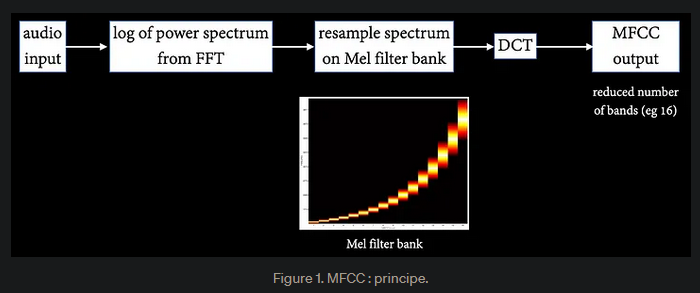 audio
input
log of power spectrum
from FFT
resample spectrum
on Mel filter bank
DCT
MFCC
output
reduced number
of bands (eg 16)
Mel filter bank
Figure 1. MFCC : principe.